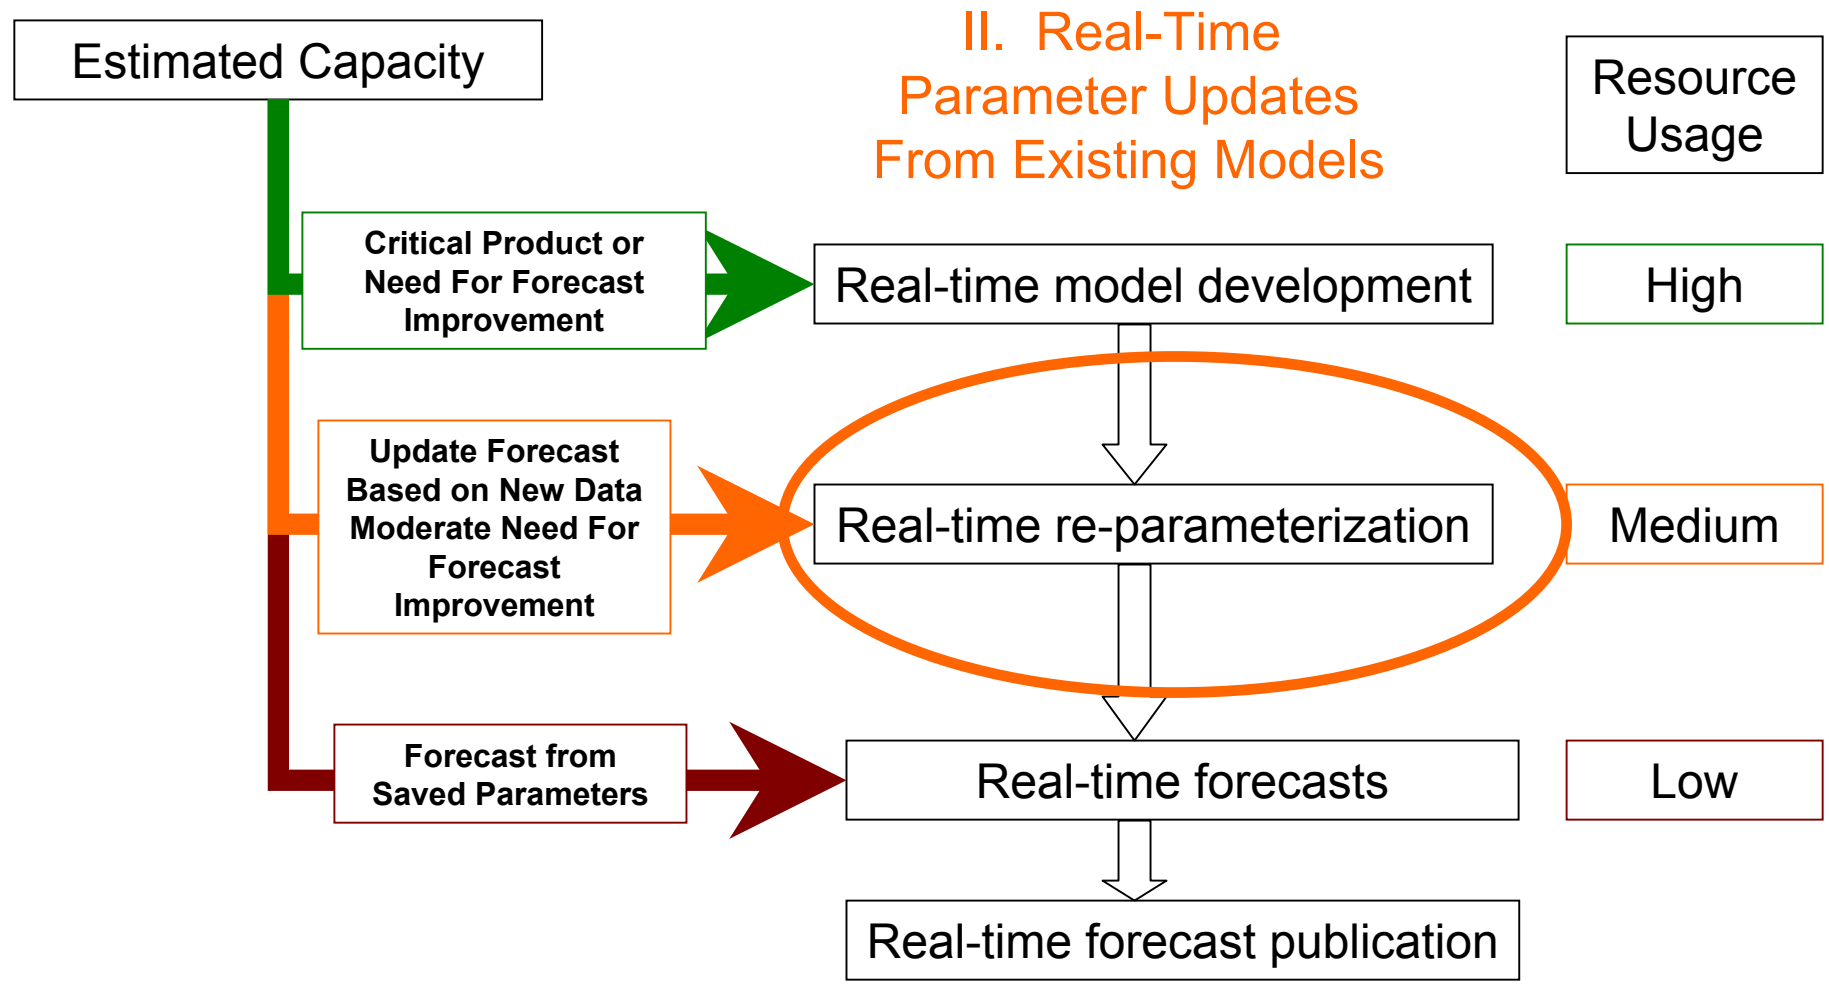 Estimated Capacity
II. Real-Time
Parameter Updates
From Existing Models
Resource
Usage
Critical Product or
Need For Forecast
Improvement
Real-time model development
High
Update Forecast
Based on New Data
Moderate Need For
Forecast
Improvement
Real-time re-parameterization
Medium
Forecast from
Saved Parameters
Real-time forecasts
Low
Real-time forecast publication